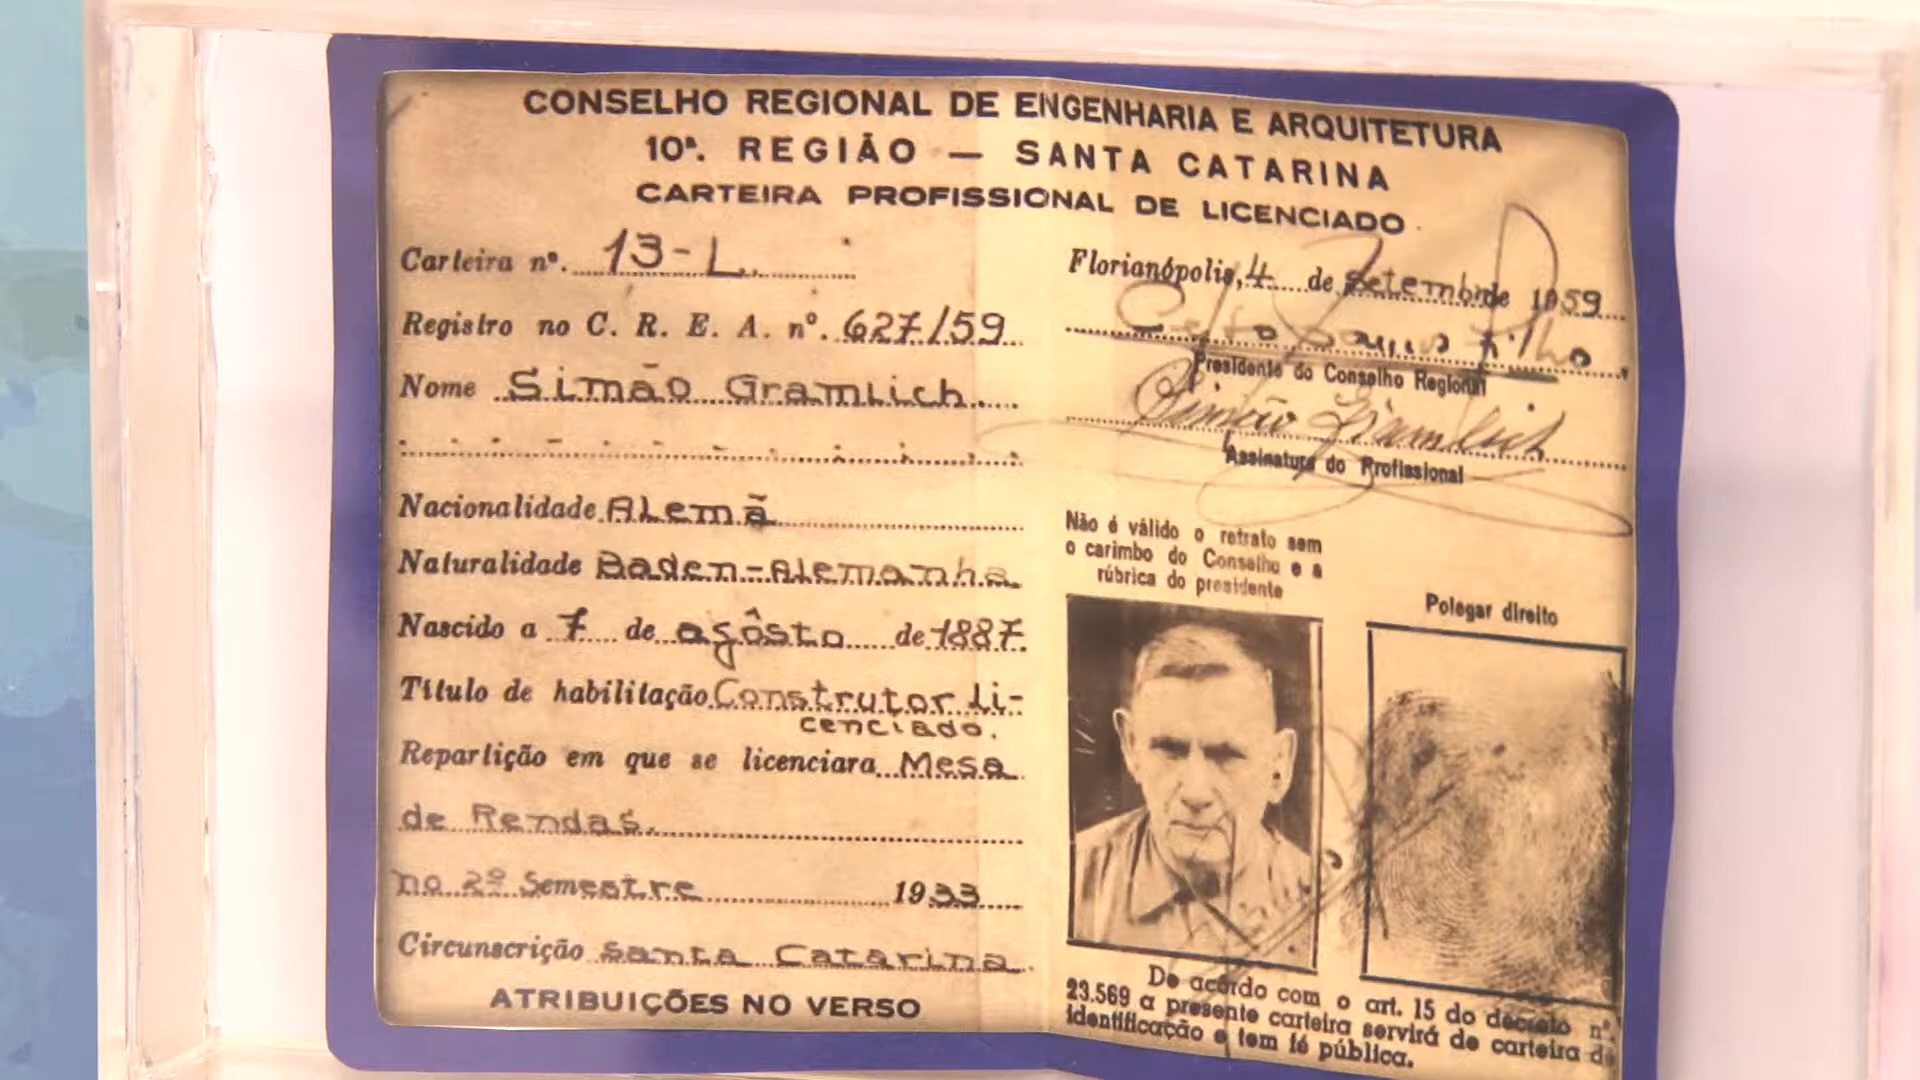 CONSELHO REGIONAL DE ENGENHARIA E ARQUITETURA
10ª. REGIÃO — SANTA CATARINA
CARTEIRA PROFISSIONAL DE LICENCIADO
Carteira nº. 13-L.
Registro no C. R. E. A. nº. 627/59
Nome Simão Gramlich.
Nacionalidade Alemã
Naturalidade Baden-Alemanha
Nascido a 7 de agôsto de 1887.
Título de habilitação Construtor Li-
cenciado.
Repartição em que se licenciara Mesa
de Rendas.
no 2º Semestre 1933
Circunscrição Santa Catarina.
ATRIBUIÇÕES NO VERSO
Florianópolis, 4 de Setembro de 1959
Filho
Presidente do Conselho Regional
Simão Gramlich
Assinatura do Profissional
Não é válido o retrato sem
o carimbo do Conselho e a
rúbrica do presidente
Polegar direito
De acôrdo com o art. 15 do decreto nº.
23.569 a presente carteira servirá de carteira de
identificação e tem fé pública.